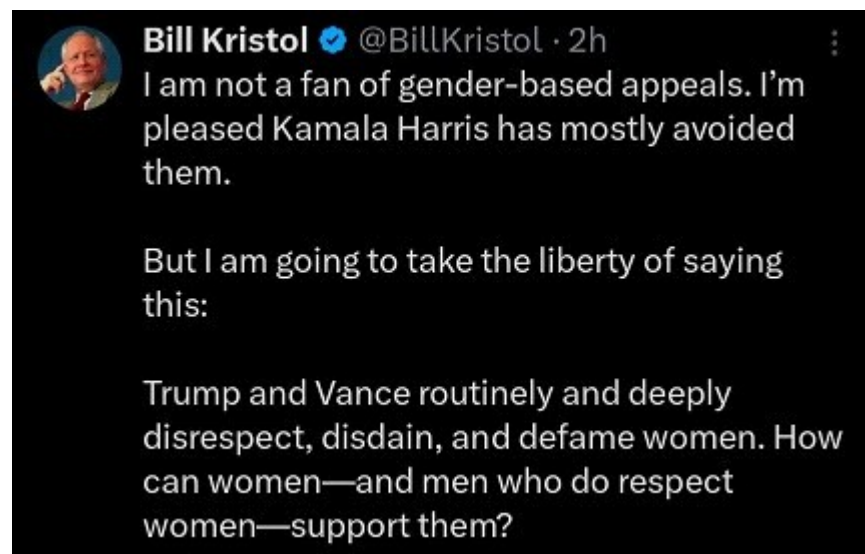 Bill Kristol @BillKristol · 2h
I am not a fan of gender-based appeals. I’m
pleased Kamala Harris has mostly avoided
them.
But I am going to take the liberty of saying
this:
Trump and Vance routinely and deeply
disrespect, disdain, and defame women. How
can women—and men who do respect
women—support them?